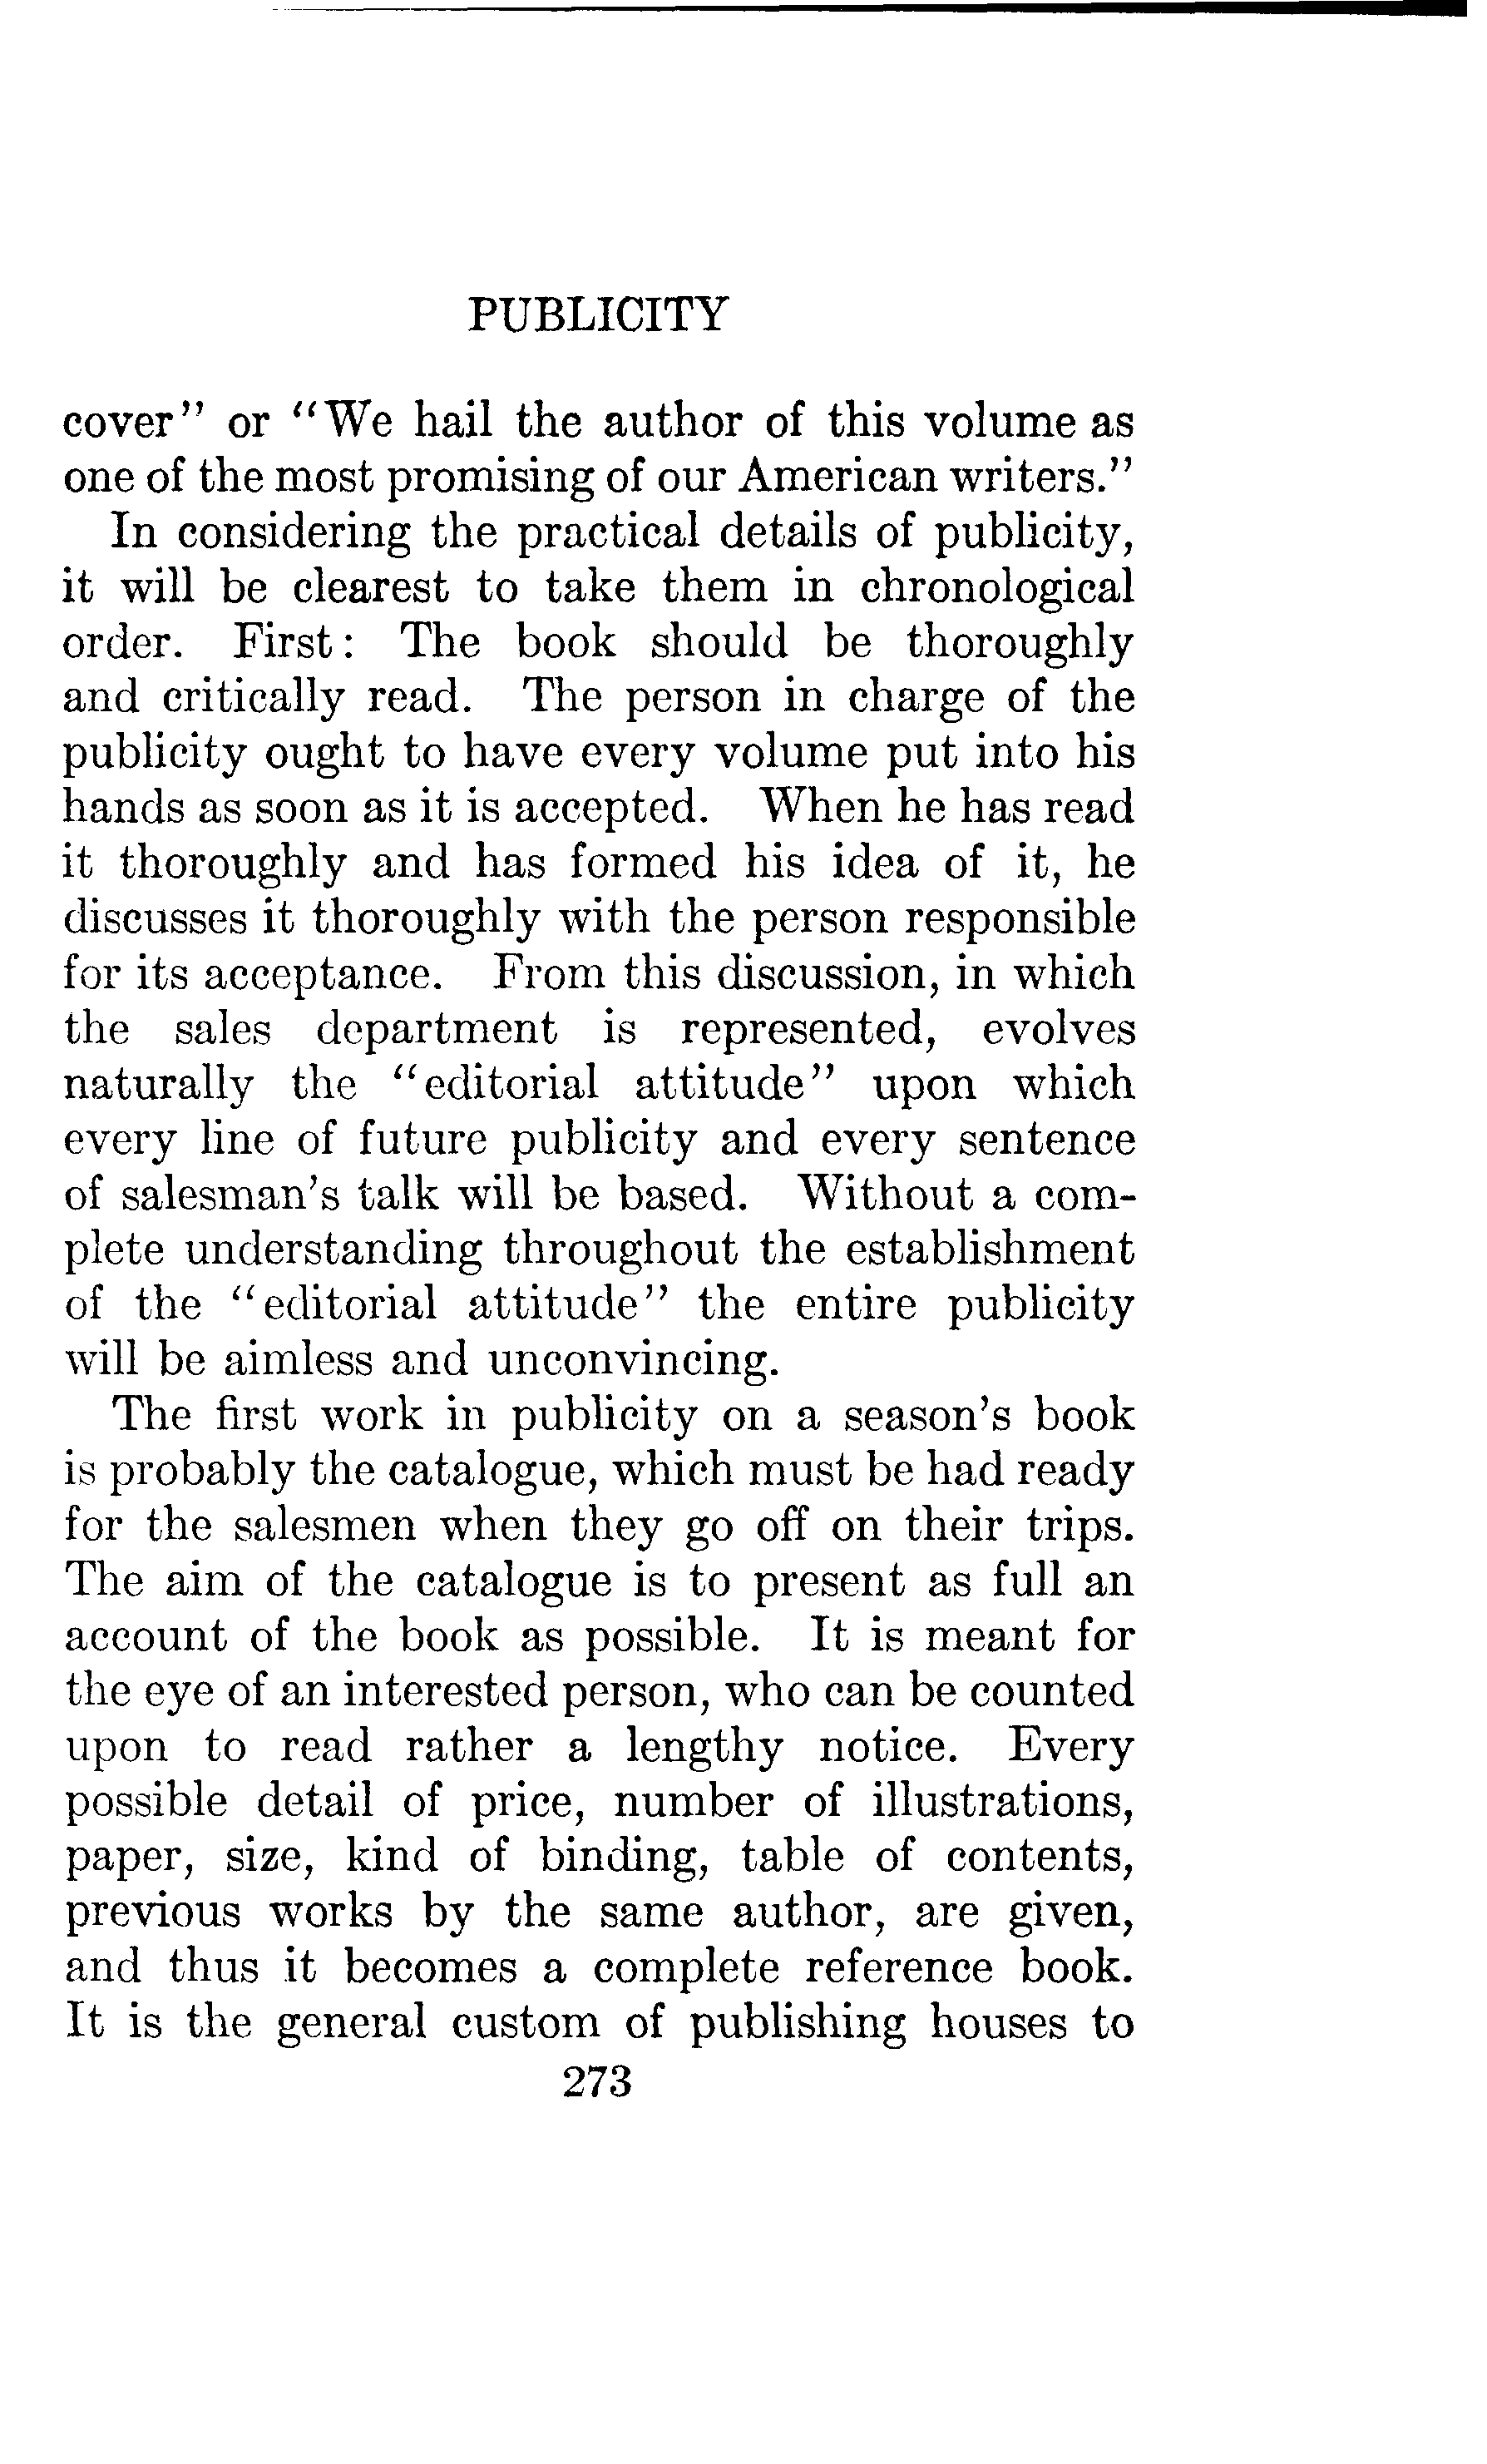 PUBLICITY
cover" or "We hail the author of this volume as
one of the most promising of our American writers."
In considering the practical details of publicity,
it will be clearest to take them in chronological
order. First: The book should be thoroughly
and critically read. The person in charge of the
publicity ought to have every volume put into his
hands as soon as it is accepted. When he has read
it thoroughly and has formed his idea of it, he
discusses it thoroughly with the person responsible
for its acceptance. From this discussion, in which
the sales department is represented, evolves
naturally the "editorial attitude" upon which
every line of future publicity and every sentence
of salesman's talk will be based. Without a com-
plete understanding throughout the establishment
of the "editorial attitude" the entire publicity
will be aimless and unconvincing.
The first work in publicity on a season's book
is probably the catalogue, which must be had ready
for the salesmen when they go off on their trips.
The aim of the catalogue is to present as full an
account of the book as possible. It is meant for
the eye of an interested person, who can be counted
upon to read rather a lengthy notice. Every
possible detail of price, number of illustrations,
paper, size, kind of binding, table of contents,
previous works by the same author, are given,
and thus it becomes a complete reference book.
It is the general custom of publishing houses to
273